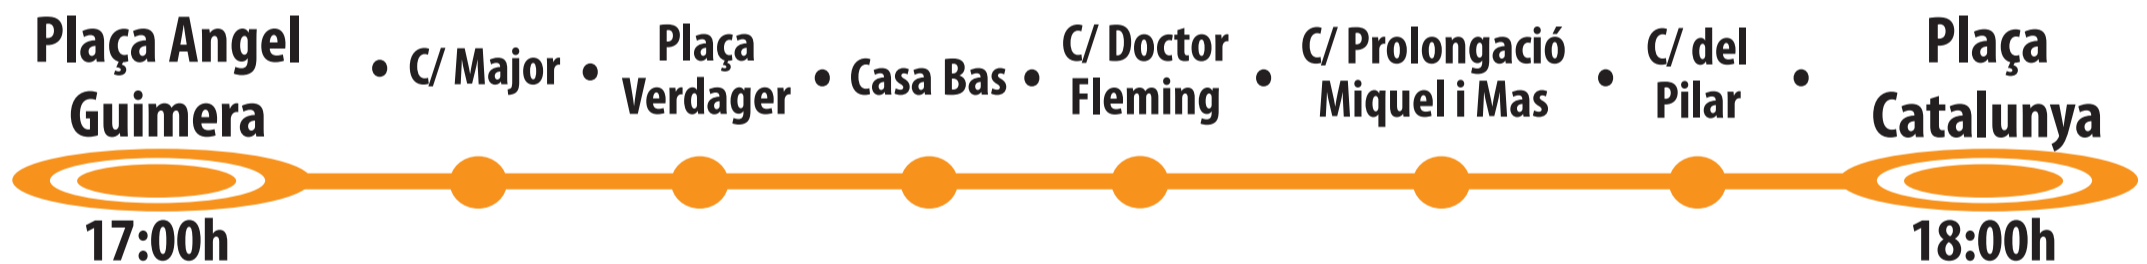 Plaça Angel
Guimera
• C/ Major •
Plaça
Verdager
• Casa Bas •
C/ Doctor
Fleming
•
C/ Prolongació
Miquel i Mas
•
C/ del
Pilar
•
Plaça
Catalunya
17:00h
18:00h